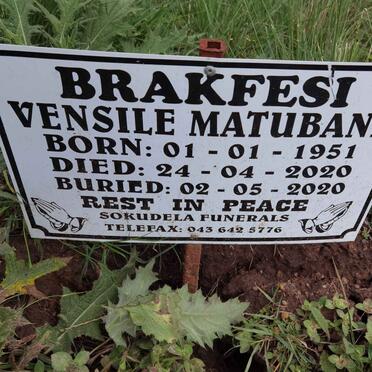 BRAKFESI
VENSILE MATUBANI
BORN: 01 - 01 - 1951
DIED: 24 - 04 - 2020
BURIED: 02 - 05 - 2020
REST IN PEACE
SOKUDELA FUNERALS
TELEFAX: 043 642 5776